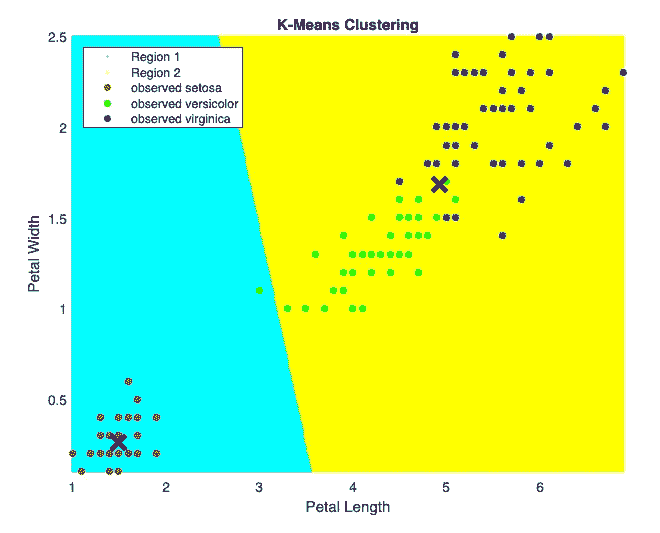 K-Means Clustering
2.5
2
1.5
1
0.5
Petal Width
Region 1
Region 2
observed setosa
observed versicolor
observed virginica
1 2 3 4 5 6
Petal Length